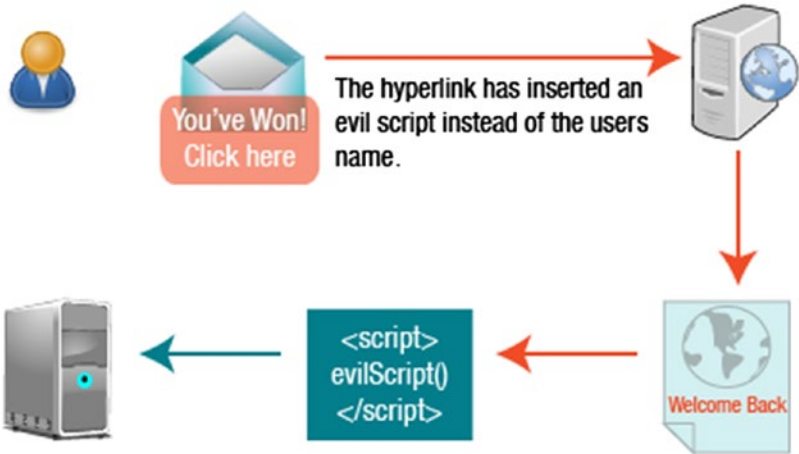 You've Won!
Click here
The hyperlink has inserted an
evil script instead of the users
name.
<script>
evilScript()
</script>
Welcome Back